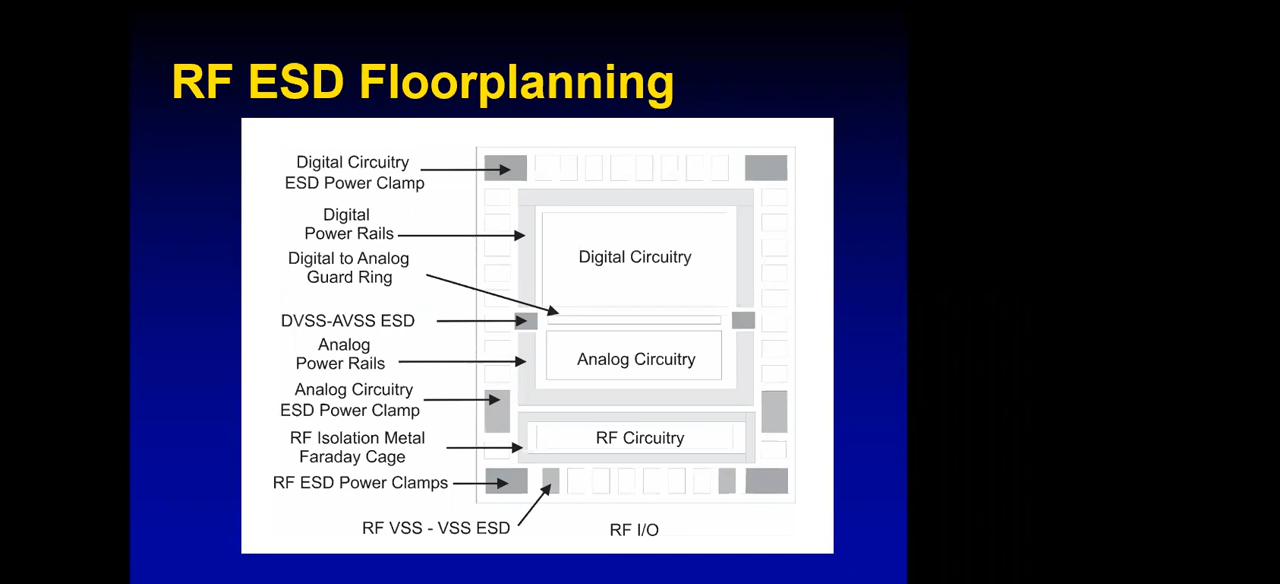 RF ESD Floorplanning
Digital Circuitry
ESD Power Clamp
Digital
Power Rails
Digital to Analog
Guard Ring
DVSS-AVSS ESD
Analog
Power Rails
Analog Circuitry
ESD Power Clamp
RF Isolation Metal
Faraday Cage
RF ESD Power Clamps
RF VSS - VSS ESD
Digital Circuitry
Analog Circuitry
RF Circuitry
RF I/O